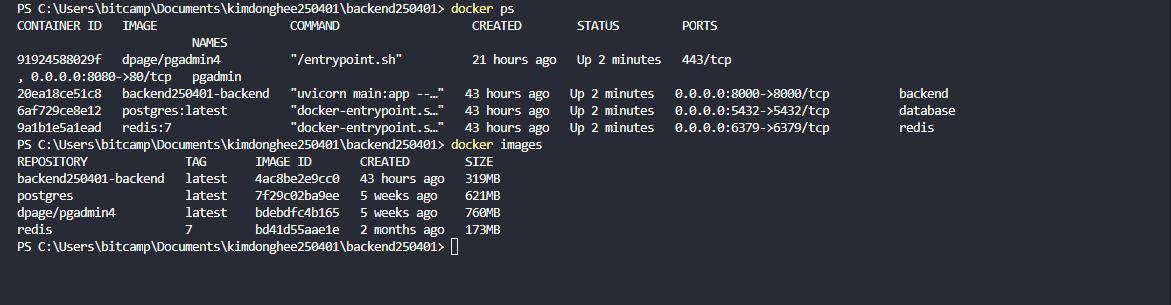 PS C:\Users\bitcamp\Documents\kimdonghee250401\backend250401> docker ps
CONTAINER ID   IMAGE                    COMMAND                  CREATED        STATUS         PORTS
                         NAMES
91924588029f   dpage/pgadmin4           "/entrypoint.sh"         21 hours ago   Up 2 minutes   443/tcp
, 0.0.0.0:8080->80/tcp   pgadmin
20ea18ce51c8   backend250401-backend   "uvicorn main:app --…"   43 hours ago   Up 2 minutes   0.0.0.0:8000->8000/tcp          backend
6af729ce8e12   postgres:latest          "docker-entrypoint.s…"   43 hours ago   Up 2 minutes   0.0.0.0:5432->5432/tcp          database
9a1b1e5a1ead   redis:7                  "docker-entrypoint.s…"   43 hours ago   Up 2 minutes   0.0.0.0:6379->6379/tcp          redis
PS C:\Users\bitcamp\Documents\kimdonghee250401\backend250401> docker images
REPOSITORY              TAG       IMAGE ID       CREATED        SIZE
backend250401-backend   latest    4ac8be2e9cc0   43 hours ago   319MB
postgres                latest    7f29c02ba9ee   5 weeks ago    621MB
dpage/pgadmin4          latest    bdebdfc4b165   5 weeks ago    760MB
redis                   7         bd41d55aae1e   2 months ago   173MB
PS C:\Users\bitcamp\Documents\kimdonghee250401\backend250401>